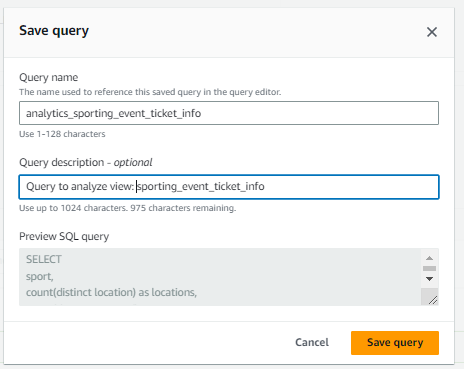 Save query
Query name
The name used to reference this saved query in the query editor.
analytics_sporting_event_ticket_info
Use 1-128 characters
Query description - optional
Query to analyze view: sporting_event_ticket_info
Use up to 1024 characters. 975 characters remaining.
Preview SQL query
SELECT
sport,
count(distinct location) as locations,
Cancel
Save query